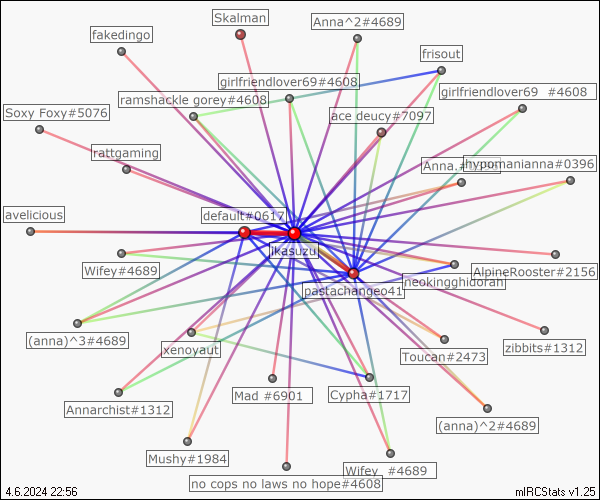 Skalman
Anna^2#4689
fakedingo
frisout
girlfriendlover69#4608
girlfriendlover69 #4608
ramshackle gorey#4608
Soxy Foxy#5076
ace deucy#7097
rattgaming
hypomanianna#0396
avelicious
default#0617
ikasuzu
Wifey#4689
AlpineRooster#2156
neokingghidorah
pastachangeo41
(anna)^3#4689
xenoyaut
zibbits#1312
Toucan#2473
Annarchist#1312
Mad #6901
Cypha#1717
(anna)^2#4689
Mushy#1984
Wifey #4689
no cops no laws no hope#4608
4.6.2024 22:56
mIRCStats v1.25